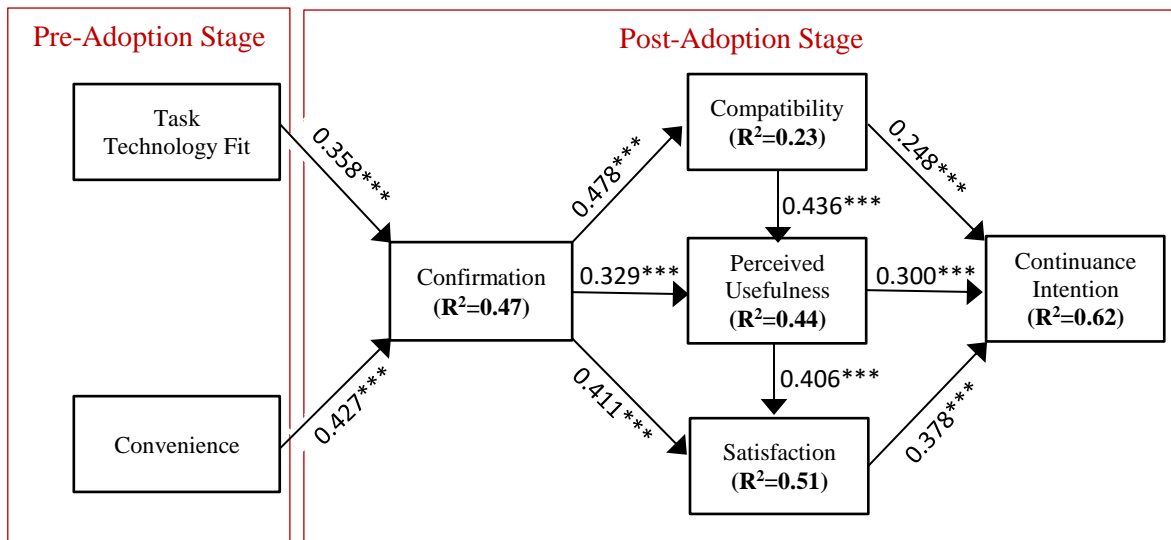 Pre-Adoption Stage
Post-Adoption Stage
Task
Technology Fit
0.358***
Convenience
0.427***
Confirmation
(R²=0.47)
0.478***
0.329***
0.411***
Compatibility
(R²=0.23)
0.436***
Perceived
Usefulness
(R²=0.44)
0.406***
Satisfaction
(R²=0.51)
0.248***
0.300***
0.378***
Continuance
Intention
(R²=0.62)